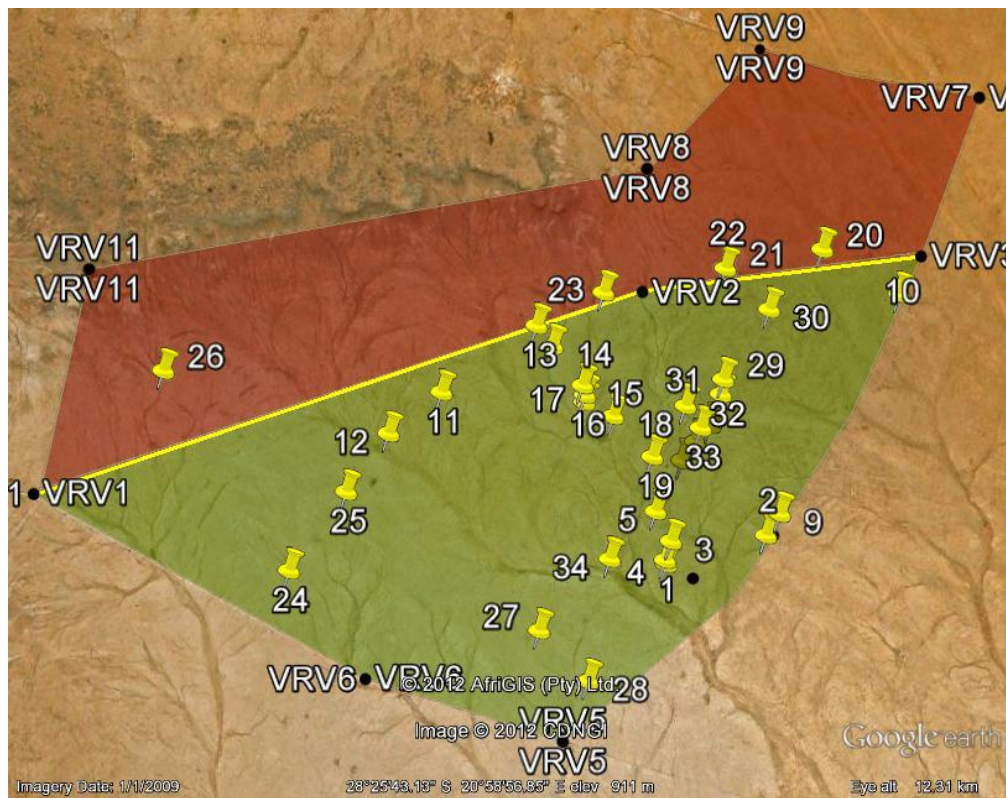 VRV9
VRV9
VRV7 V
VRV8
VRV8
VRV11
VRV11
22 21 20
VRV3
23 VRV2
10
30
13 14
26 29
31
17 15
11 16
12 18 32
33
1 VRV1
25 19
5 2 9
3
34 4 1
24
27
VRV6 VRV6
28
© 2012 AfriGIS (Pty) Ltd.
Image © 2012 CDNGI
VRV5
VRV5
Google earth
Imagery Date: 1/1/2009 28°25'43.13" S 20°58'56.85" E elev 911 m Eye alt 12.31 km